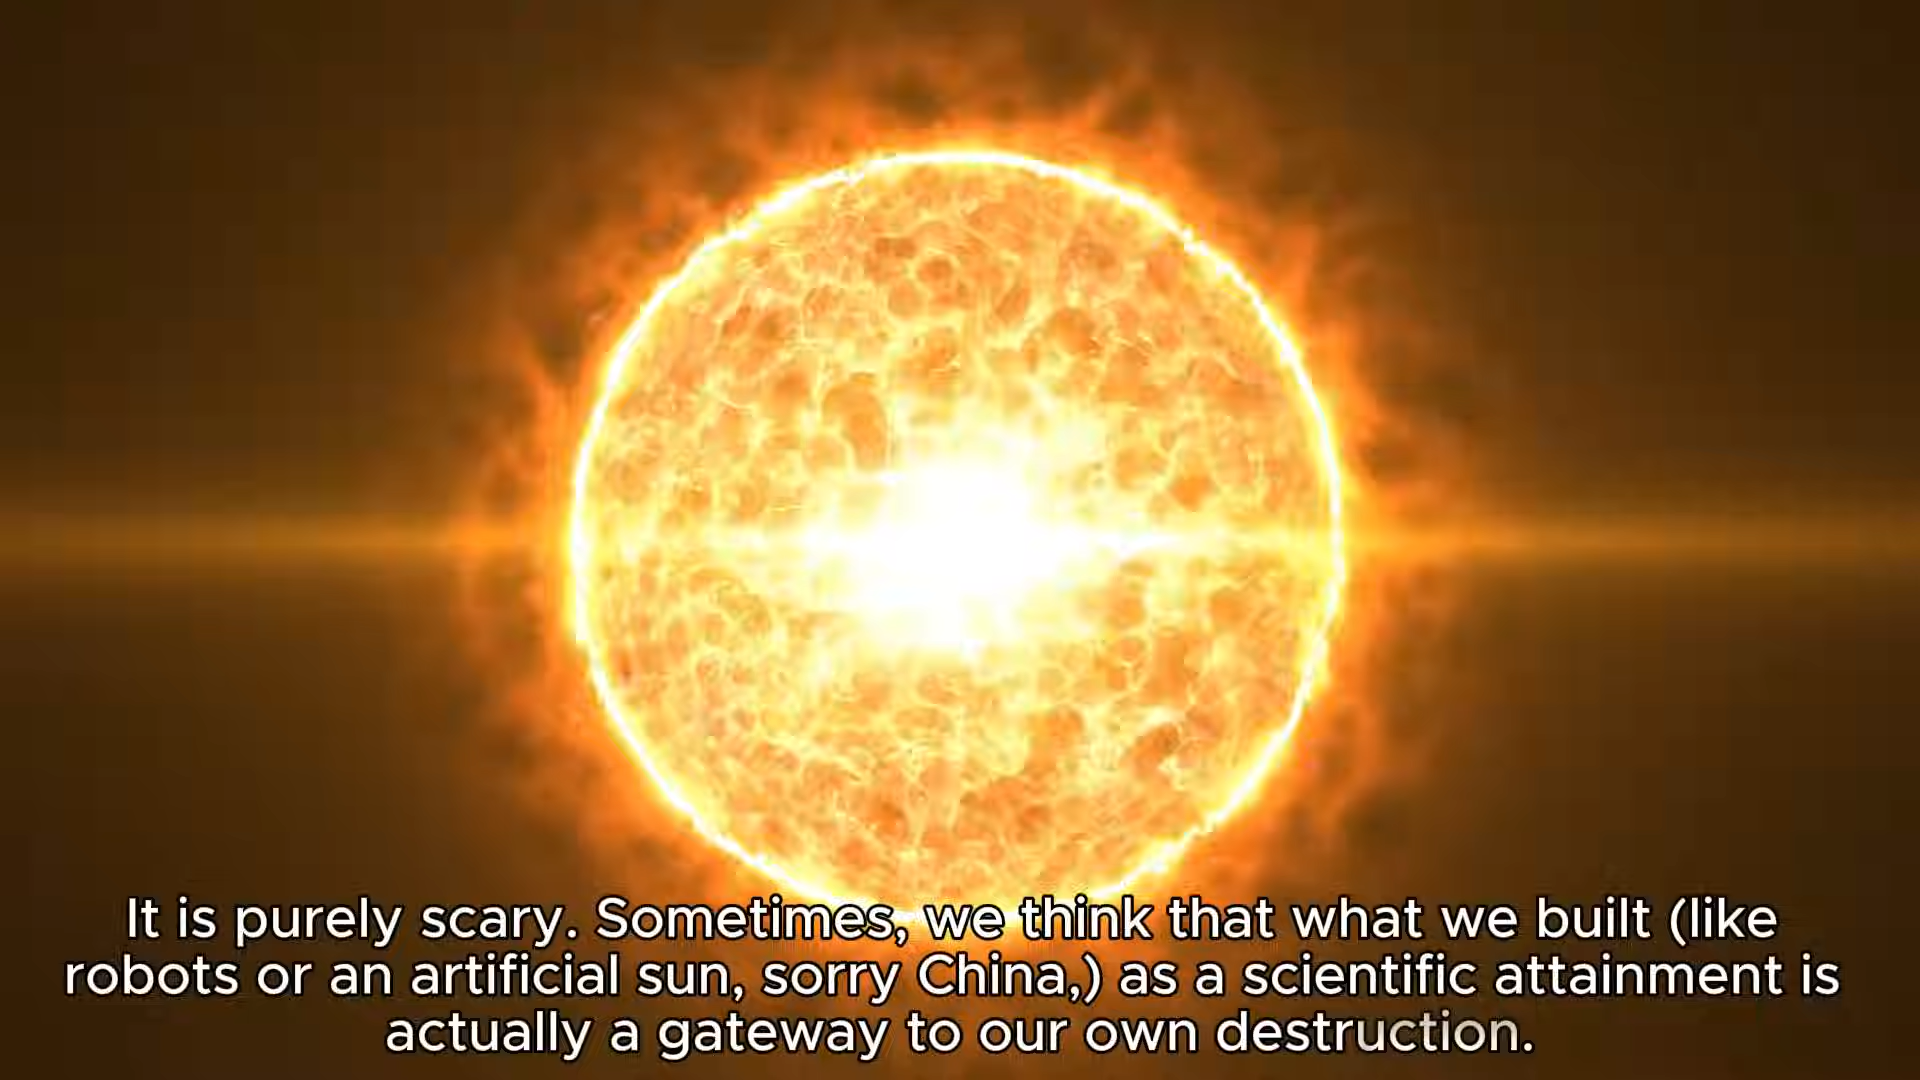 It is purely scary. Sometimes, we think that what we built (like
robots or an artificial sun, sorry China,) as a scientific attainment is
actually a gateway to our own destruction.